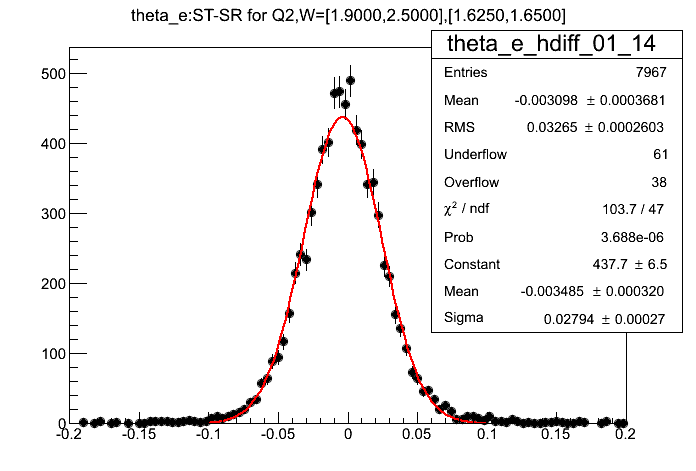 theta_e:ST-SR for Q2,W=[1.9000,2.5000],[1.6250,1.6500]
theta_e_hdiff_01_14
Entries 7967
Mean -0.003098 ± 0.0003681
RMS 0.03265 ± 0.0002603
Underflow 61
Overflow 38
χ² / ndf 103.7 / 47
Prob 3.688e-06
Constant 437.7 ± 6.5
Mean -0.003485 ± 0.000320
Sigma 0.02794 ± 0.00027
500
400
300
200
100
0
-0.2 -0.15 -0.1 -0.05 0 0.05 0.1 0.15 0.2